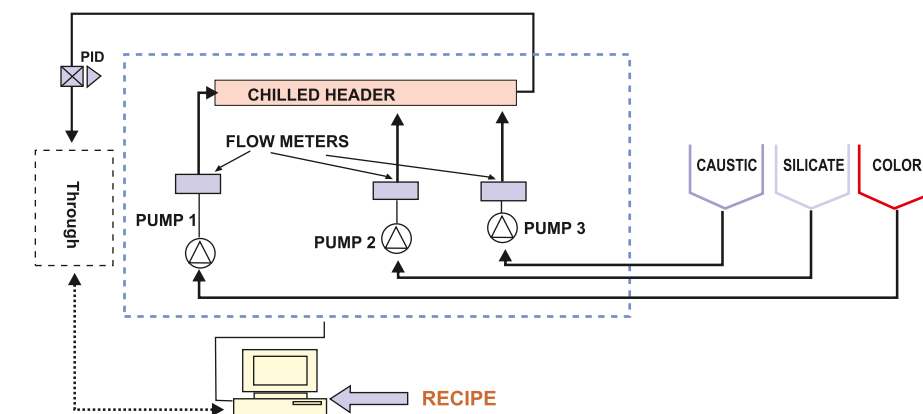 PID
CHILLED HEADER
FLOW METERS
CAUSTIC
SILICATE
COLOR
Through
PUMP 1
PUMP 2
PUMP 3
RECIPE